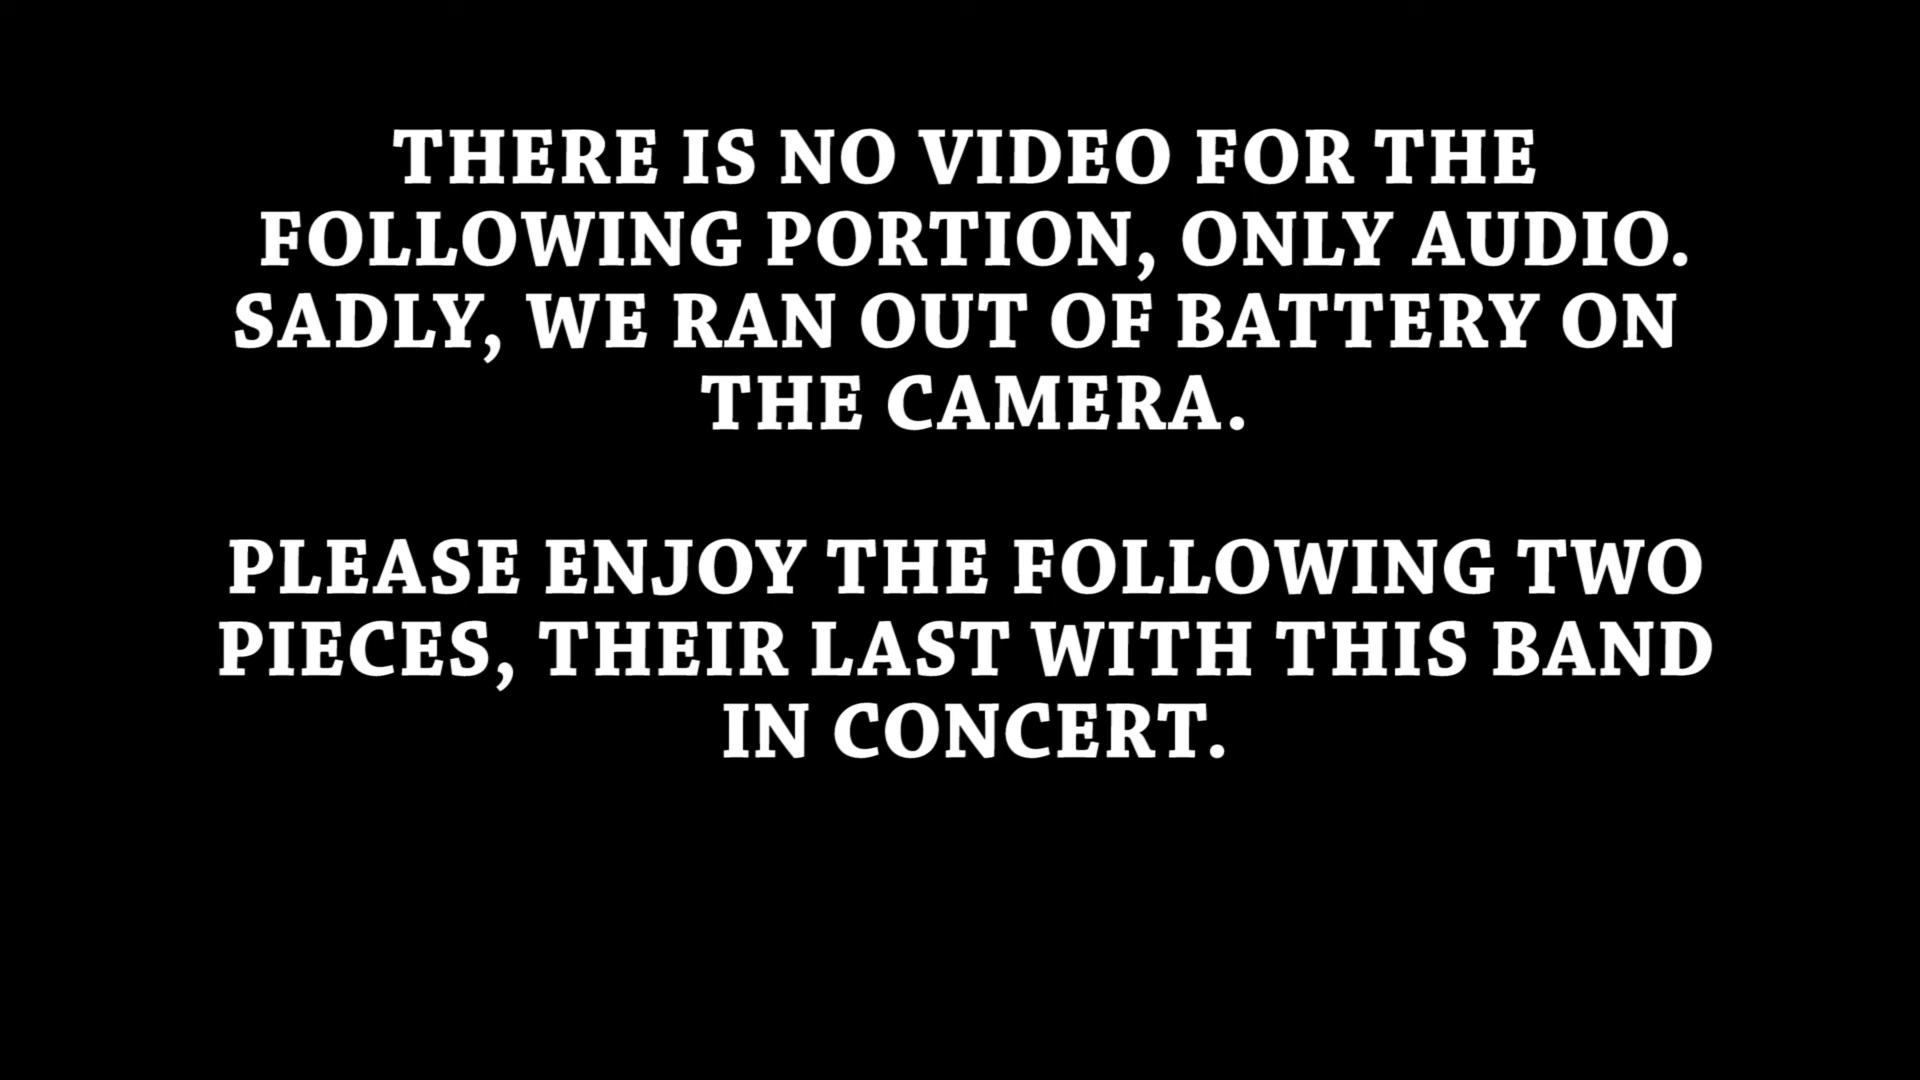 THERE IS NO VIDEO FOR THE
FOLLOWING PORTION, ONLY AUDIO.
SADLY, WE RAN OUT OF BATTERY ON
THE CAMERA.
PLEASE ENJOY THE FOLLOWING TWO
PIECES, THEIR LAST WITH THIS BAND
IN CONCERT.